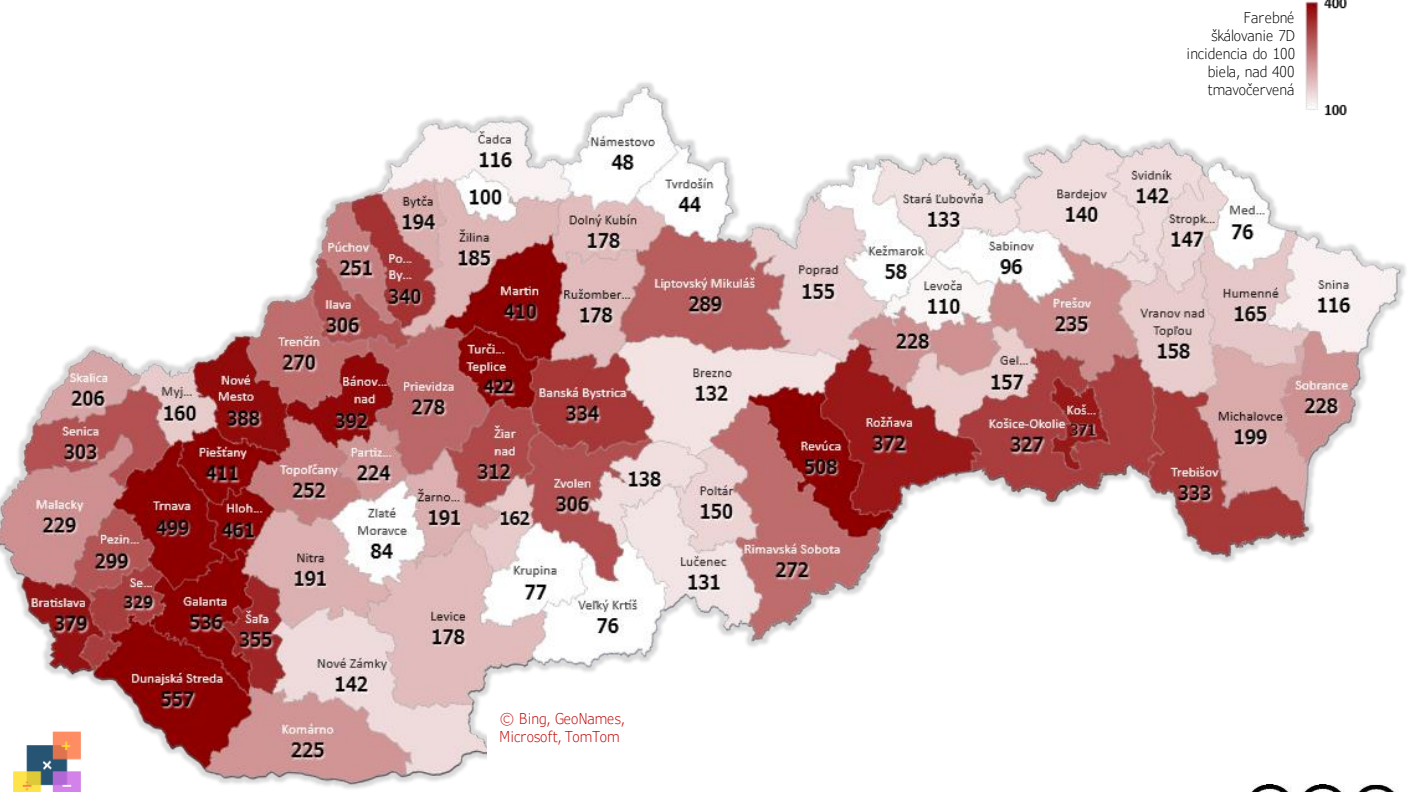 400
Farebné
škálovanie 7D
incidencia do 100
biela, nad 400
tmavočervená
100
Čadca
116
Námestovo
48
Tvrdošín
44
100
Bytča
194
Žilina
185
Dolný Kubín
178
Púchov
251
Po...
By...
340
Ilava
306
Martin
410
Ružomber...
178
Liptovský Mikuláš
289
Poprad
155
Kežmarok
58
Stará Ľubovňa
133
Sabinov
96
Levoča
110
Bardejov
140
Svidník
142
Stropk...
147
Med...
76
Humenné
165
Snina
116
Prešov
235
Vranov nad
Topľou
158
228
Gel...
157
Trenčín
270
Turči...
Teplice
422
Skalica
206
Myj...
160
Nové
Mesto
388
Bánov...
nad
392
Prievidza
278
Banská Bystrica
334
Brezno
132
Revúca
508
Rožňava
372
Košice-Okolie
327
Koš...
371
Michalovce
199
Sobrance
228
Trebišov
333
Senica
303
Piešťany
411
Topoľčany
252
Partiz...
224
Žiar
nad
312
Zvolen
306
138
Poltár
150
Malacky
229
Trnava
499
Hloh...
461
Zlaté
Moravce
84
Žarno...
191
162
Pezin...
299
Nitra
191
Krupina
77
Lučenec
131
Rimavská Sobota
272
Se...
329
Bratislava
379
Galanta
536
Šaľa
355
Levice
178
Veľký Krtíš
76
Dunajská Streda
557
Nové Zámky
142
Komárno
225
© Bing, GeoNames,
Microsoft, TomTom